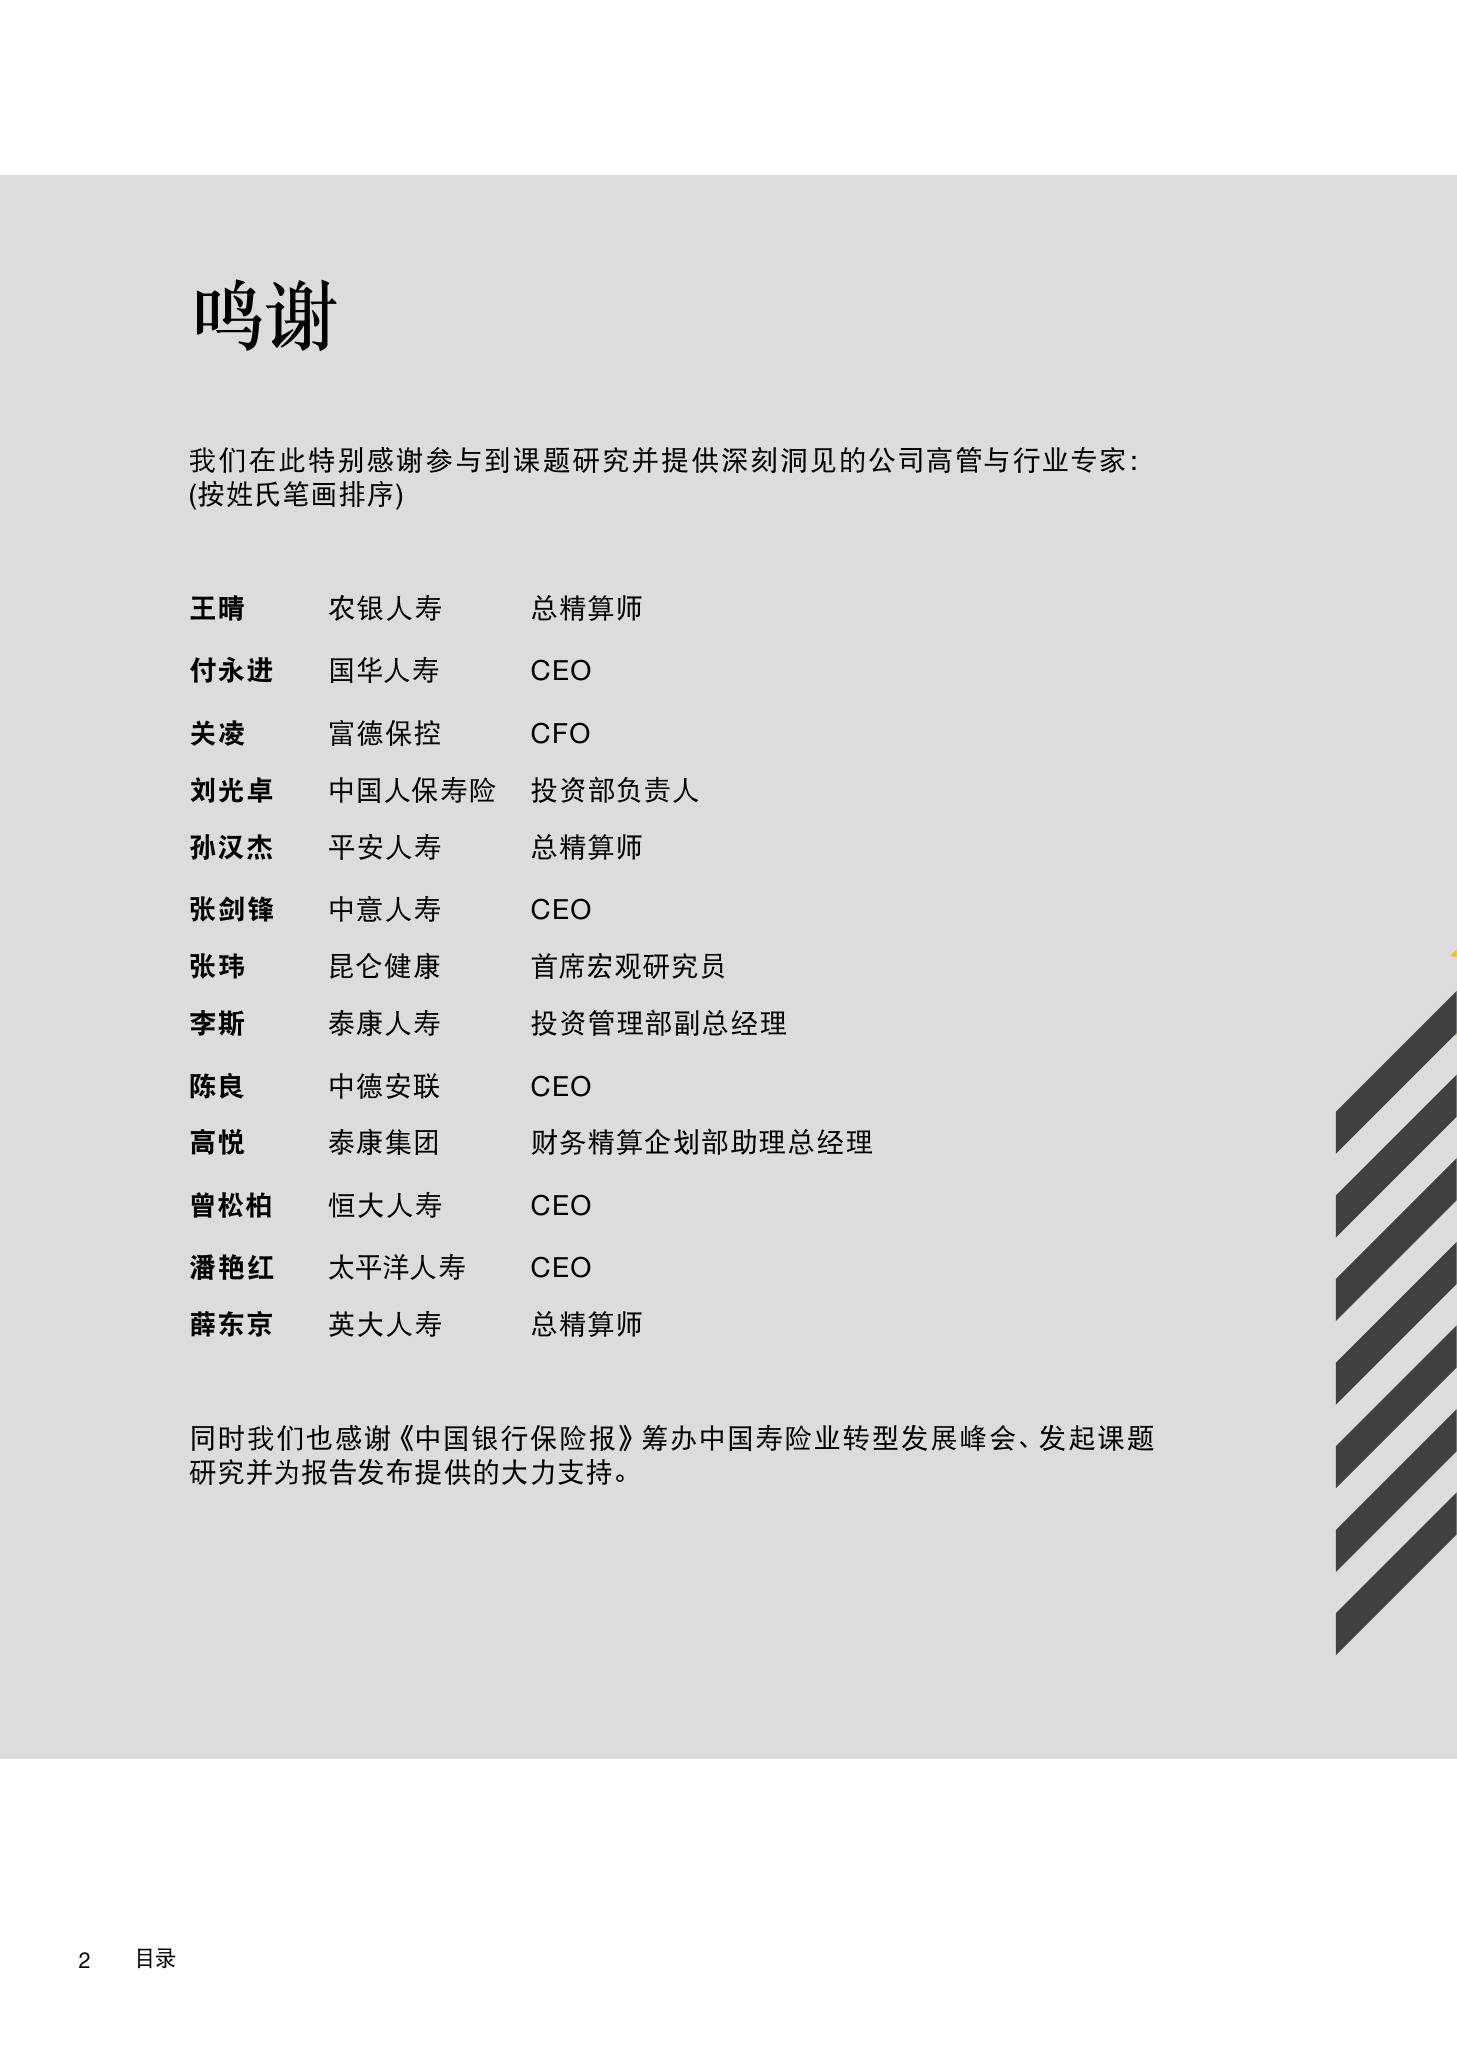 鸣谢
我们在此特别感谢参与到课题研究并提供深刻洞见的公司高管与行业专家：
(按姓氏笔画排序)
王晴 农银人寿 总精算师
付永进 国华人寿 CEO
关凌 富德保控 CFO
刘光卓 中国人保寿险 投资部负责人
孙汉杰 平安人寿 总精算师
张剑锋 中意人寿 CEO
张玮 昆仑健康 首席宏观研究员
李斯 泰康人寿 投资管理部副总经理
陈良 中德安联 CEO
高悦 泰康集团 财务精算企划部助理总经理
曾松柏 恒大人寿 CEO
潘艳红 太平洋人寿 CEO
薛东京 英大人寿 总精算师
同时我们也感谢《中国银行保险报》筹办中国寿险业转型发展峰会、发起课题
研究并为报告发布提供的大力支持。
2 目录